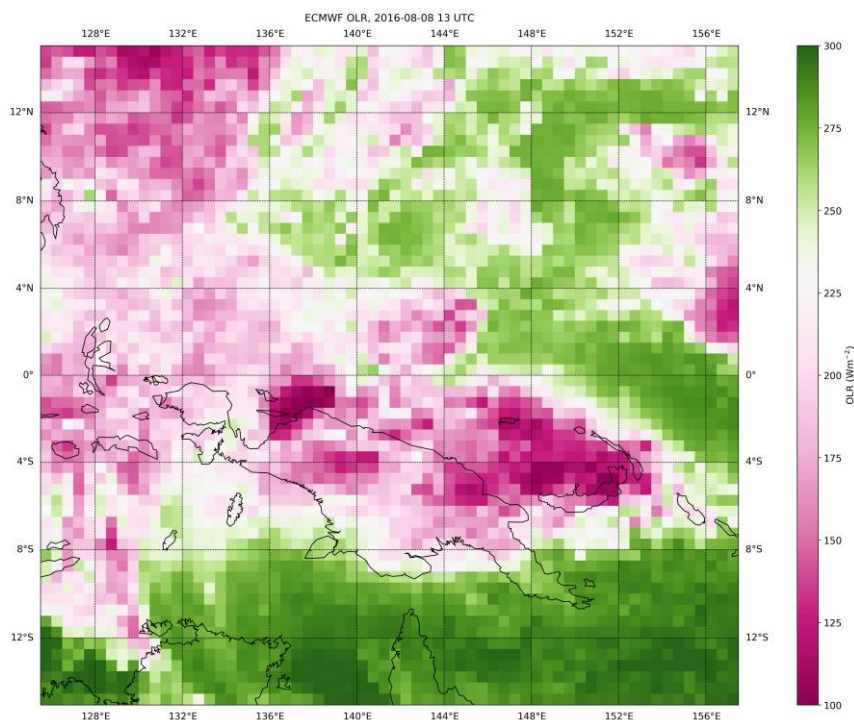 ECMWF OLR, 2016-08-08 13 UTC
128°E 132°E 136°E 140°E 144°E 148°E 152°E 156°E
12°N 12°N
8°N 8°N
4°N 4°N
0° 0°
4°S 4°S
8°S 8°S
12°S 12°S
128°E 132°E 136°E 140°E 144°E 148°E 152°E 156°E
300
275
250
225
200
175
150
125
100
OLR (Wm⁻²)